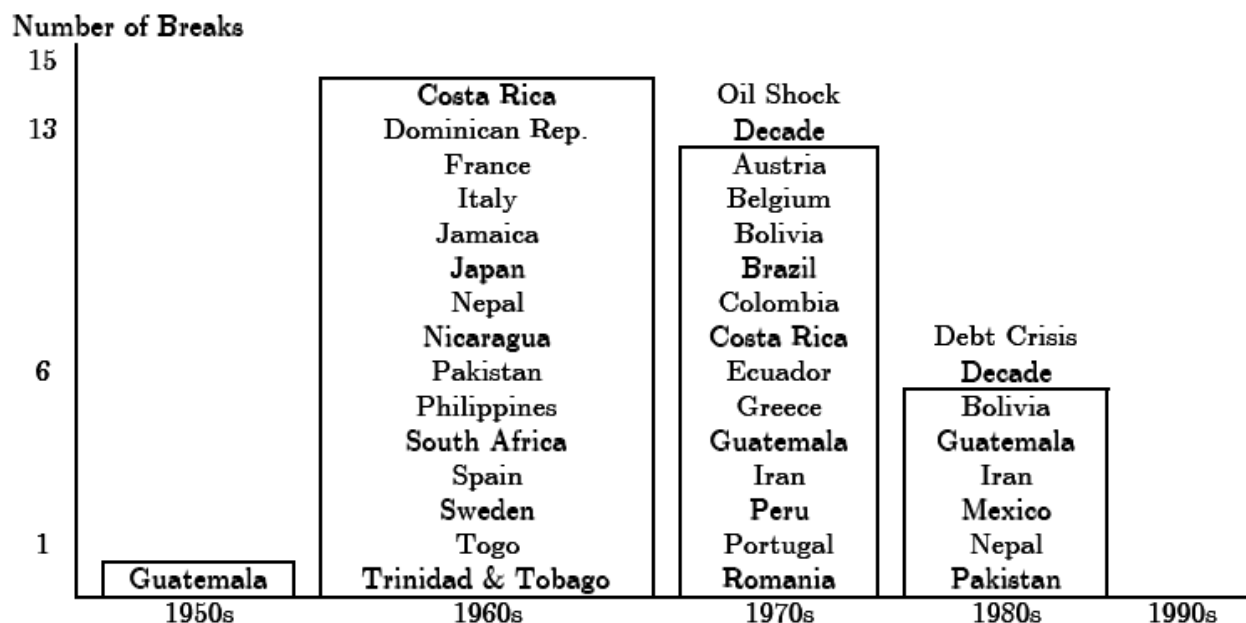 Number of Breaks
15
13
6
1
Guatemala
1950s
Costa Rica
Dominican Rep.
France
Italy
Jamaica
Japan
Nepal
Nicaragua
Pakistan
Philippines
South Africa
Spain
Sweden
Togo
Trinidad & Tobago
1960s
Oil Shock
Decade
Austria
Belgium
Bolivia
Brazil
Colombia
Costa Rica
Ecuador
Greece
Guatemala
Iran
Peru
Portugal
Romania
1970s
Debt Crisis
Decade
Bolivia
Guatemala
Iran
Mexico
Nepal
Pakistan
1980s
1990s